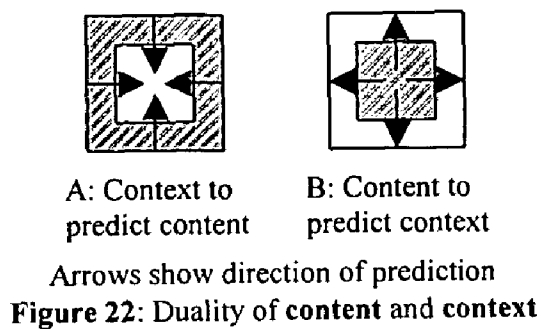 A: Context to
predict content
B: Content to
predict context
Arrows show direction of prediction
Figure 22: Duality of content and context